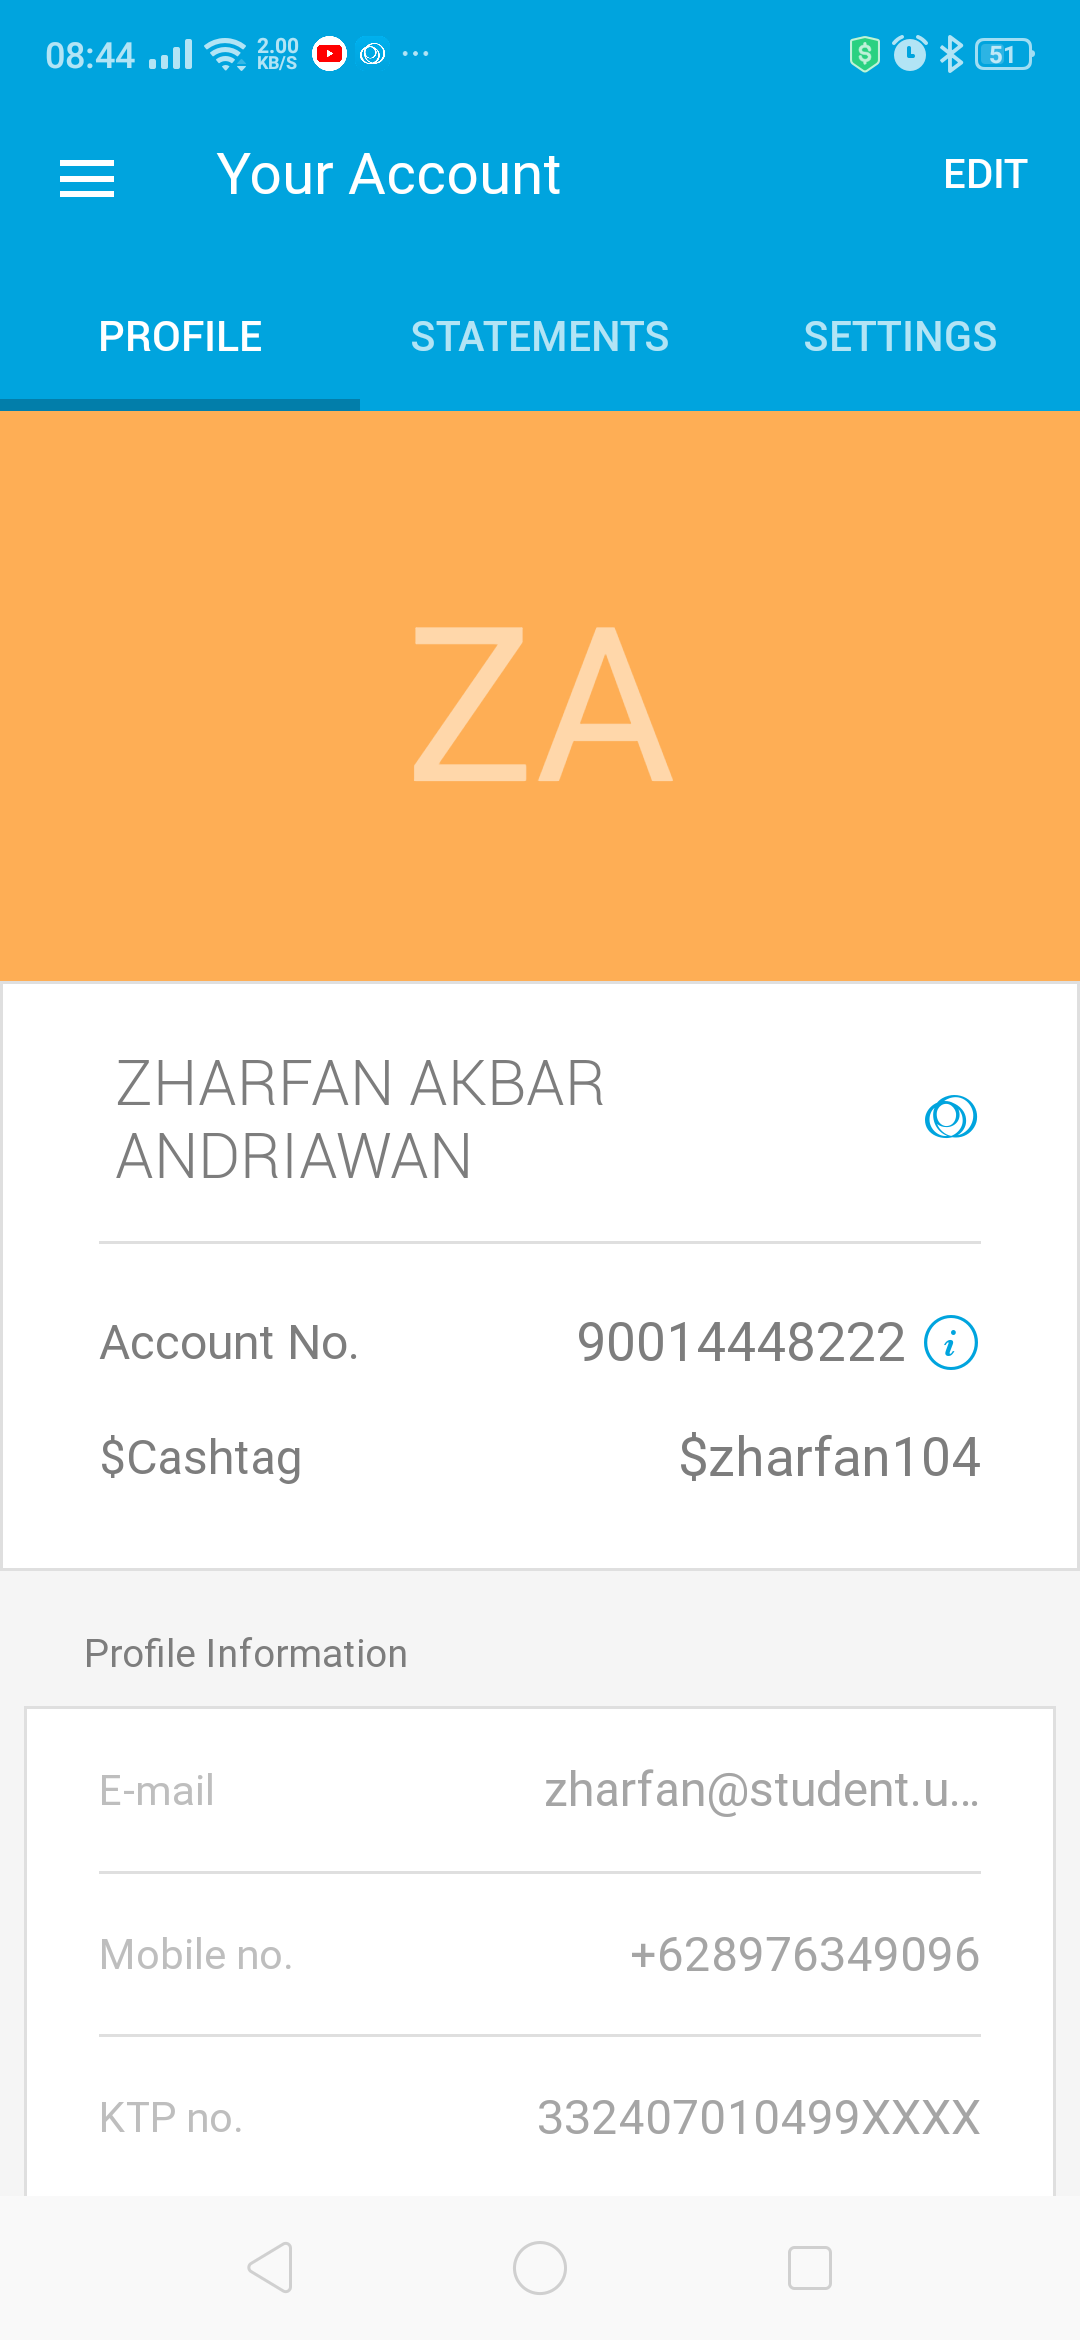 08:44 2.00 KB/S ··· $ 51
Your Account EDIT
PROFILE STATEMENTS SETTINGS
ZA
ZHARFAN AKBAR
ANDRIAWAN
Account No. 90014448222 i
$Cashtag $zharfan104
Profile Information
E-mail zharfan@student.u...
Mobile no. +628976349096
KTP no. 332407010499XXXX